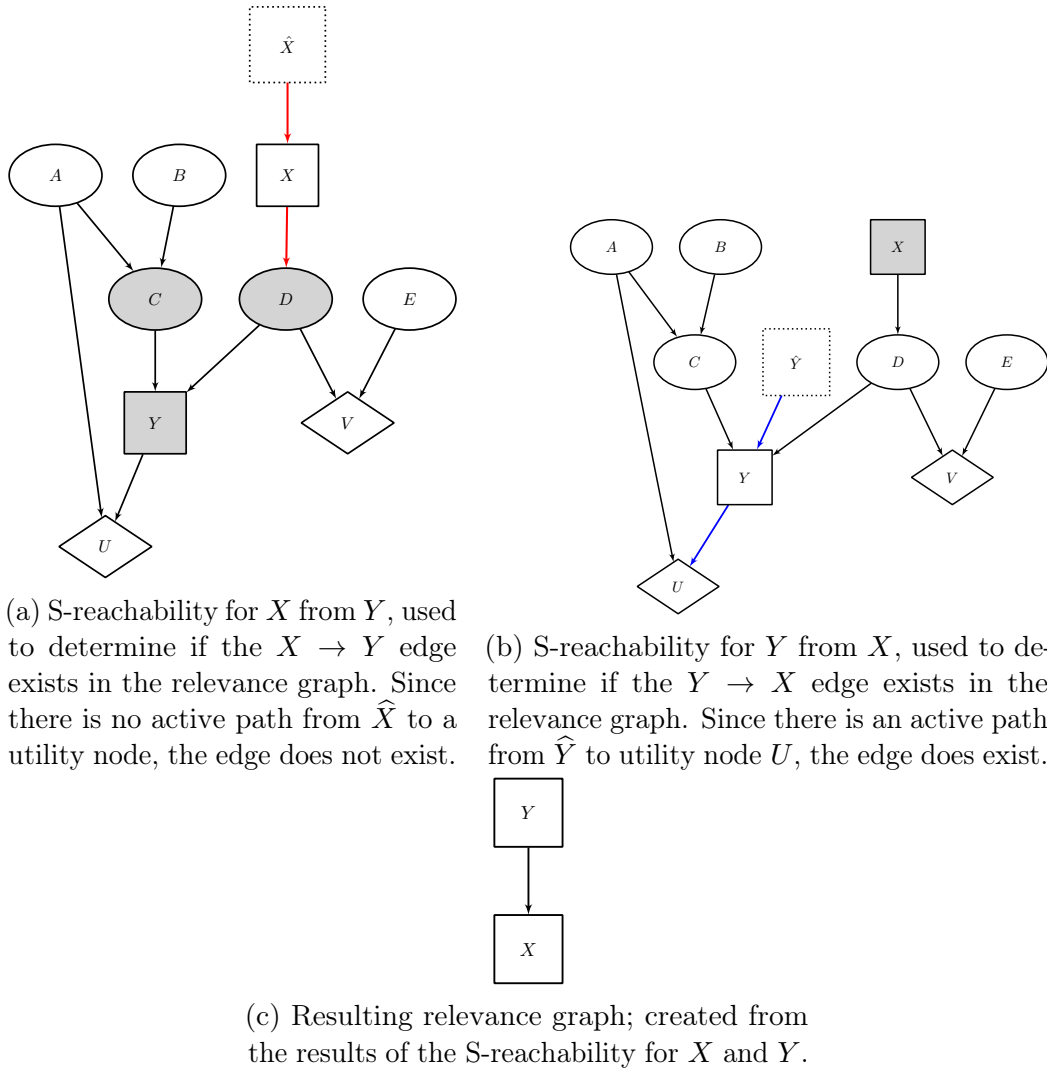 X̂
A
B
X
C
D
E
Y
V
U
A
B
X
C
Ŷ
D
E
Y
V
U
(a) S-reachability for X from Y, used
to determine if the X → Y edge
exists in the relevance graph. Since
there is no active path from X̂ to a
utility node, the edge does not exist.
(b) S-reachability for Y from X, used to de-
termine if the Y → X edge exists in the
relevance graph. Since there is an active path
from Ŷ to utility node U, the edge does exist.
Y
X
(c) Resulting relevance graph; created from
the results of the S-reachability for X and Y.